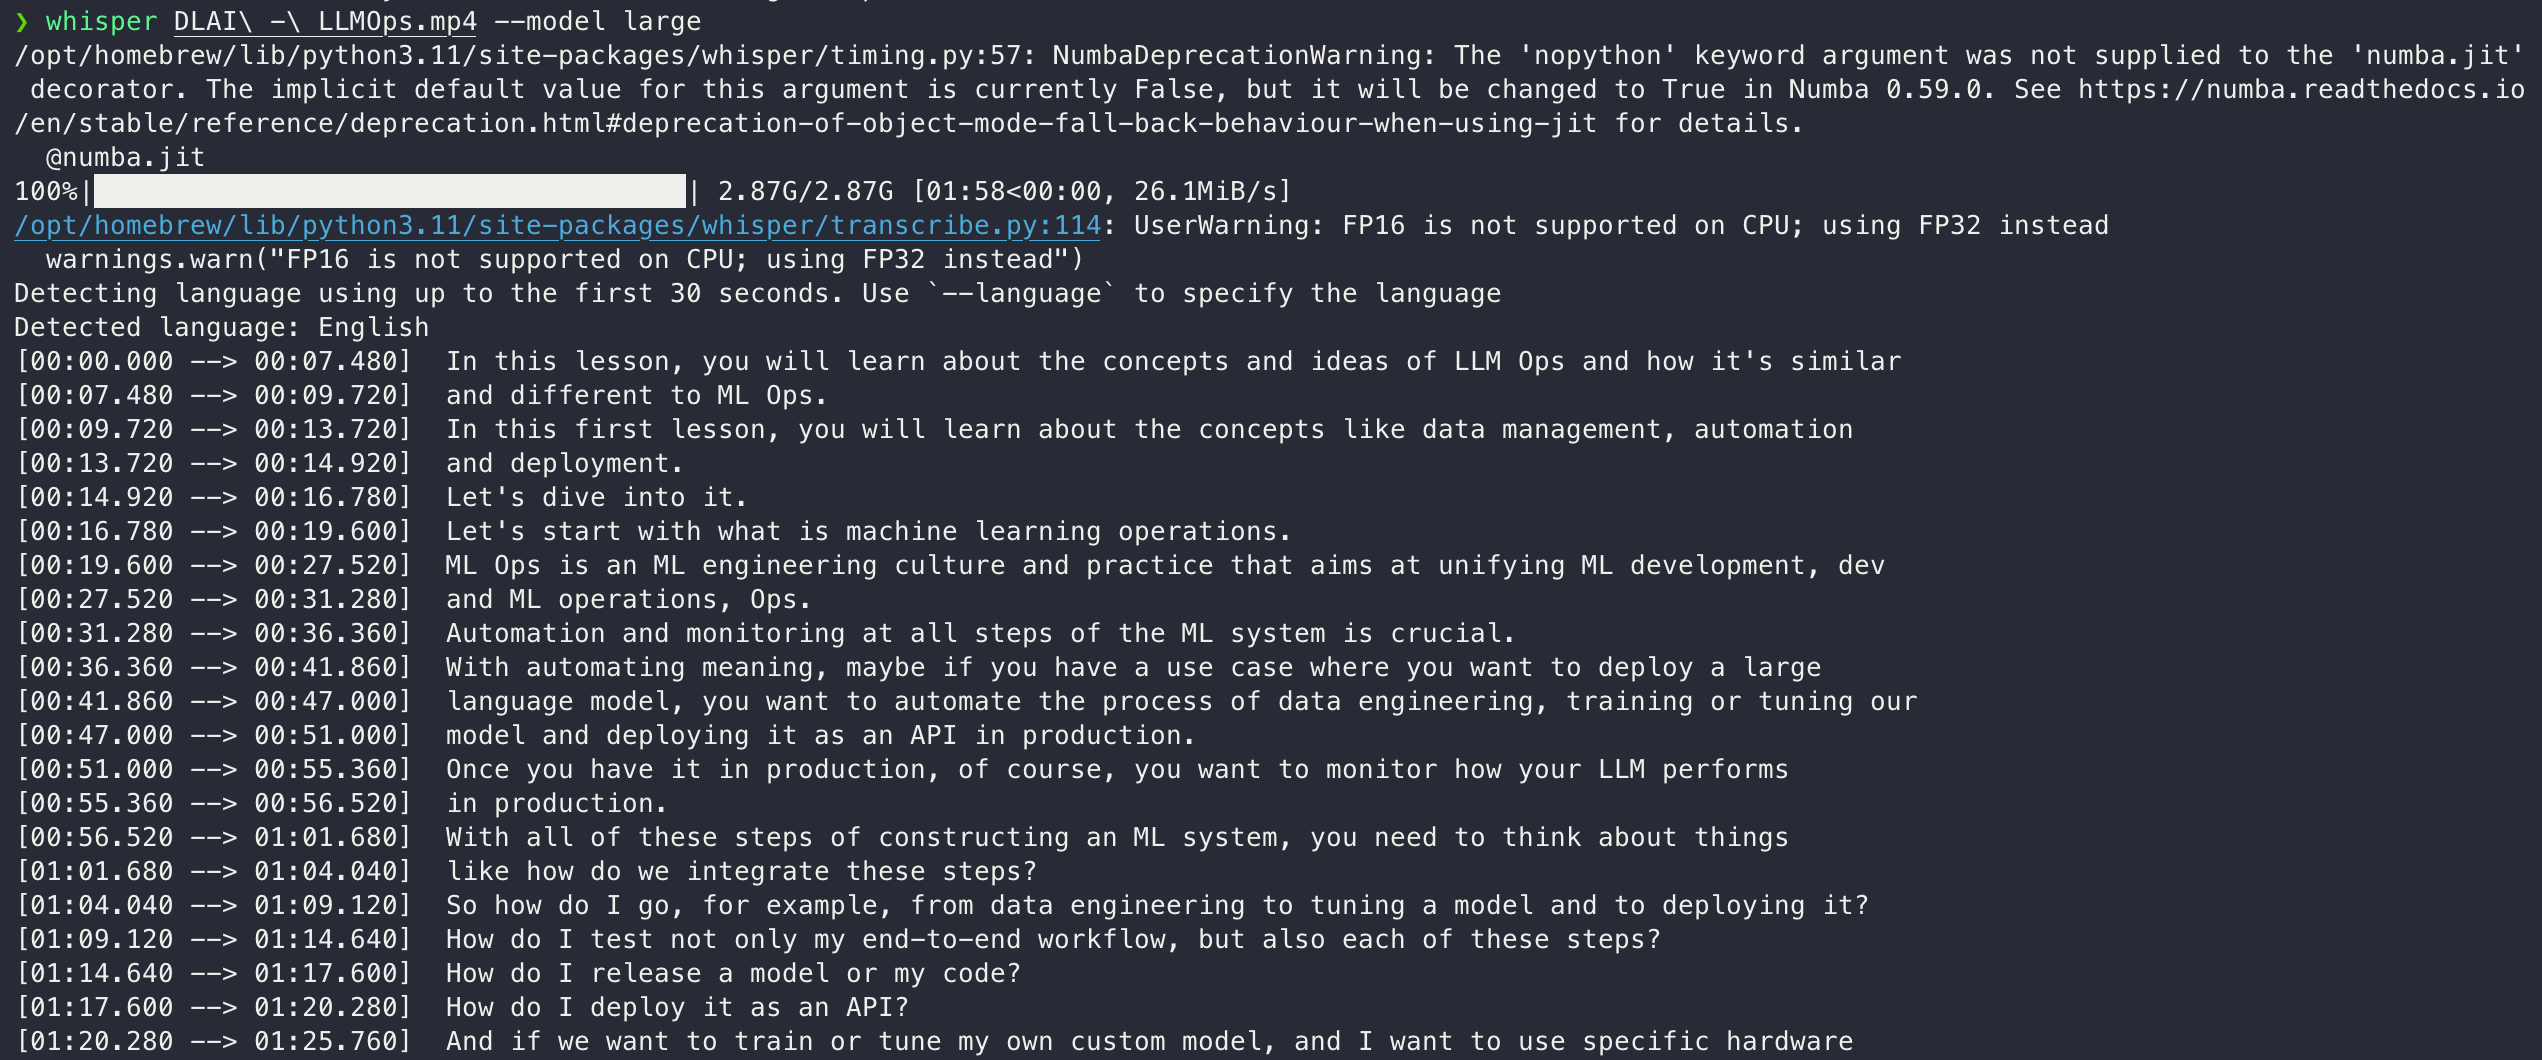 ❯ whisper DLAI\ -\ LLMOps.mp4 --model large
/opt/homebrew/lib/python3.11/site-packages/whisper/timing.py:57: NumbaDeprecationWarning: The 'nopython' keyword argument was not supplied to the 'numba.jit'
 decorator. The implicit default value for this argument is currently False, but it will be changed to True in Numba 0.59.0. See https://numba.readthedocs.io
/en/stable/reference/deprecation.html#deprecation-of-object-mode-fall-back-behaviour-when-using-jit for details.
  @numba.jit
100%|█████████████████████████████████████| 2.87G/2.87G [01:58<00:00, 26.1MiB/s]
/opt/homebrew/lib/python3.11/site-packages/whisper/transcribe.py:114: UserWarning: FP16 is not supported on CPU; using FP32 instead
  warnings.warn("FP16 is not supported on CPU; using FP32 instead")
Detecting language using up to the first 30 seconds. Use `--language` to specify the language
Detected language: English
[00:00.000 --> 00:07.480]  In this lesson, you will learn about the concepts and ideas of LLM Ops and how it's similar
[00:07.480 --> 00:09.720]  and different to ML Ops.
[00:09.720 --> 00:13.720]  In this first lesson, you will learn about the concepts like data management, automation
[00:13.720 --> 00:14.920]  and deployment.
[00:14.920 --> 00:16.780]  Let's dive into it.
[00:16.780 --> 00:19.600]  Let's start with what is machine learning operations.
[00:19.600 --> 00:27.520]  ML Ops is an ML engineering culture and practice that aims at unifying ML development, dev
[00:27.520 --> 00:31.280]  and ML operations, Ops.
[00:31.280 --> 00:36.360]  Automation and monitoring at all steps of the ML system is crucial.
[00:36.360 --> 00:41.860]  With automating meaning, maybe if you have a use case where you want to deploy a large
[00:41.860 --> 00:47.000]  language model, you want to automate the process of data engineering, training or tuning our
[00:47.000 --> 00:51.000]  model and deploying it as an API in production.
[00:51.000 --> 00:55.360]  Once you have it in production, of course, you want to monitor how your LLM performs
[00:55.360 --> 00:56.520]  in production.
[00:56.520 --> 01:01.680]  With all of these steps of constructing an ML system, you need to think about things
[01:01.680 --> 01:04.040]  like how do we integrate these steps?
[01:04.040 --> 01:09.120]  So how do I go, for example, from data engineering to tuning a model and to deploying it?
[01:09.120 --> 01:14.640]  How do I test not only my end-to-end workflow, but also each of these steps?
[01:14.640 --> 01:17.600]  How do I release a model or my code?
[01:17.600 --> 01:20.280]  How do I deploy it as an API?
[01:20.280 --> 01:25.760]  And if we want to train or tune my own custom model, and I want to use specific hardware